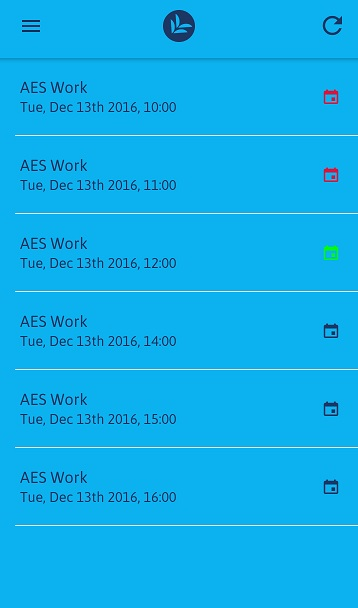 AES Work
Tue, Dec 13th 2016, 10:00
AES Work
Tue, Dec 13th 2016, 11:00
AES Work
Tue, Dec 13th 2016, 12:00
AES Work
Tue, Dec 13th 2016, 14:00
AES Work
Tue, Dec 13th 2016, 15:00
AES Work
Tue, Dec 13th 2016, 16:00